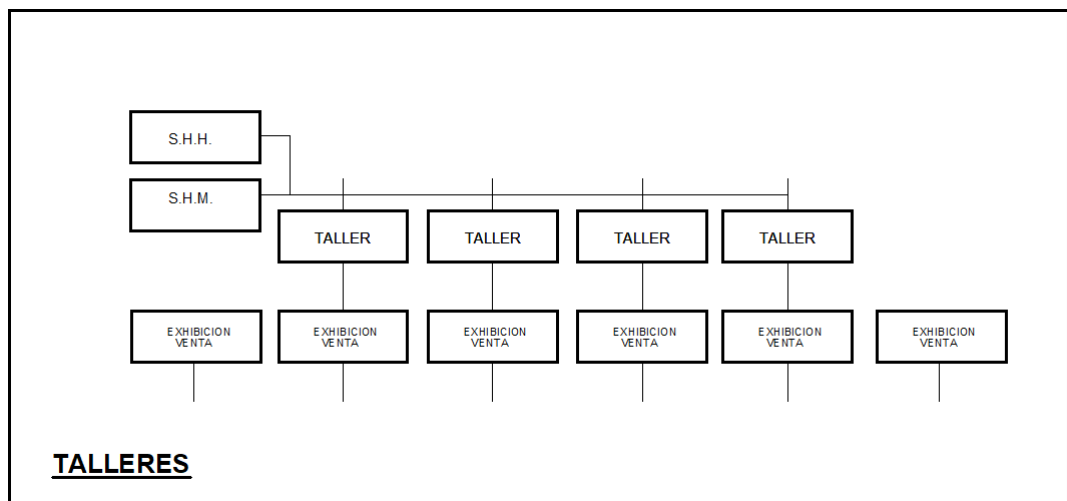 S.H.H.
S.H.M.
TALLER TALLER TALLER TALLER
EXHIBICION EXHIBICION EXHIBICION EXHIBICION EXHIBICION EXHIBICION
VENTA VENTA VENTA VENTA VENTA VENTA
TALLERES